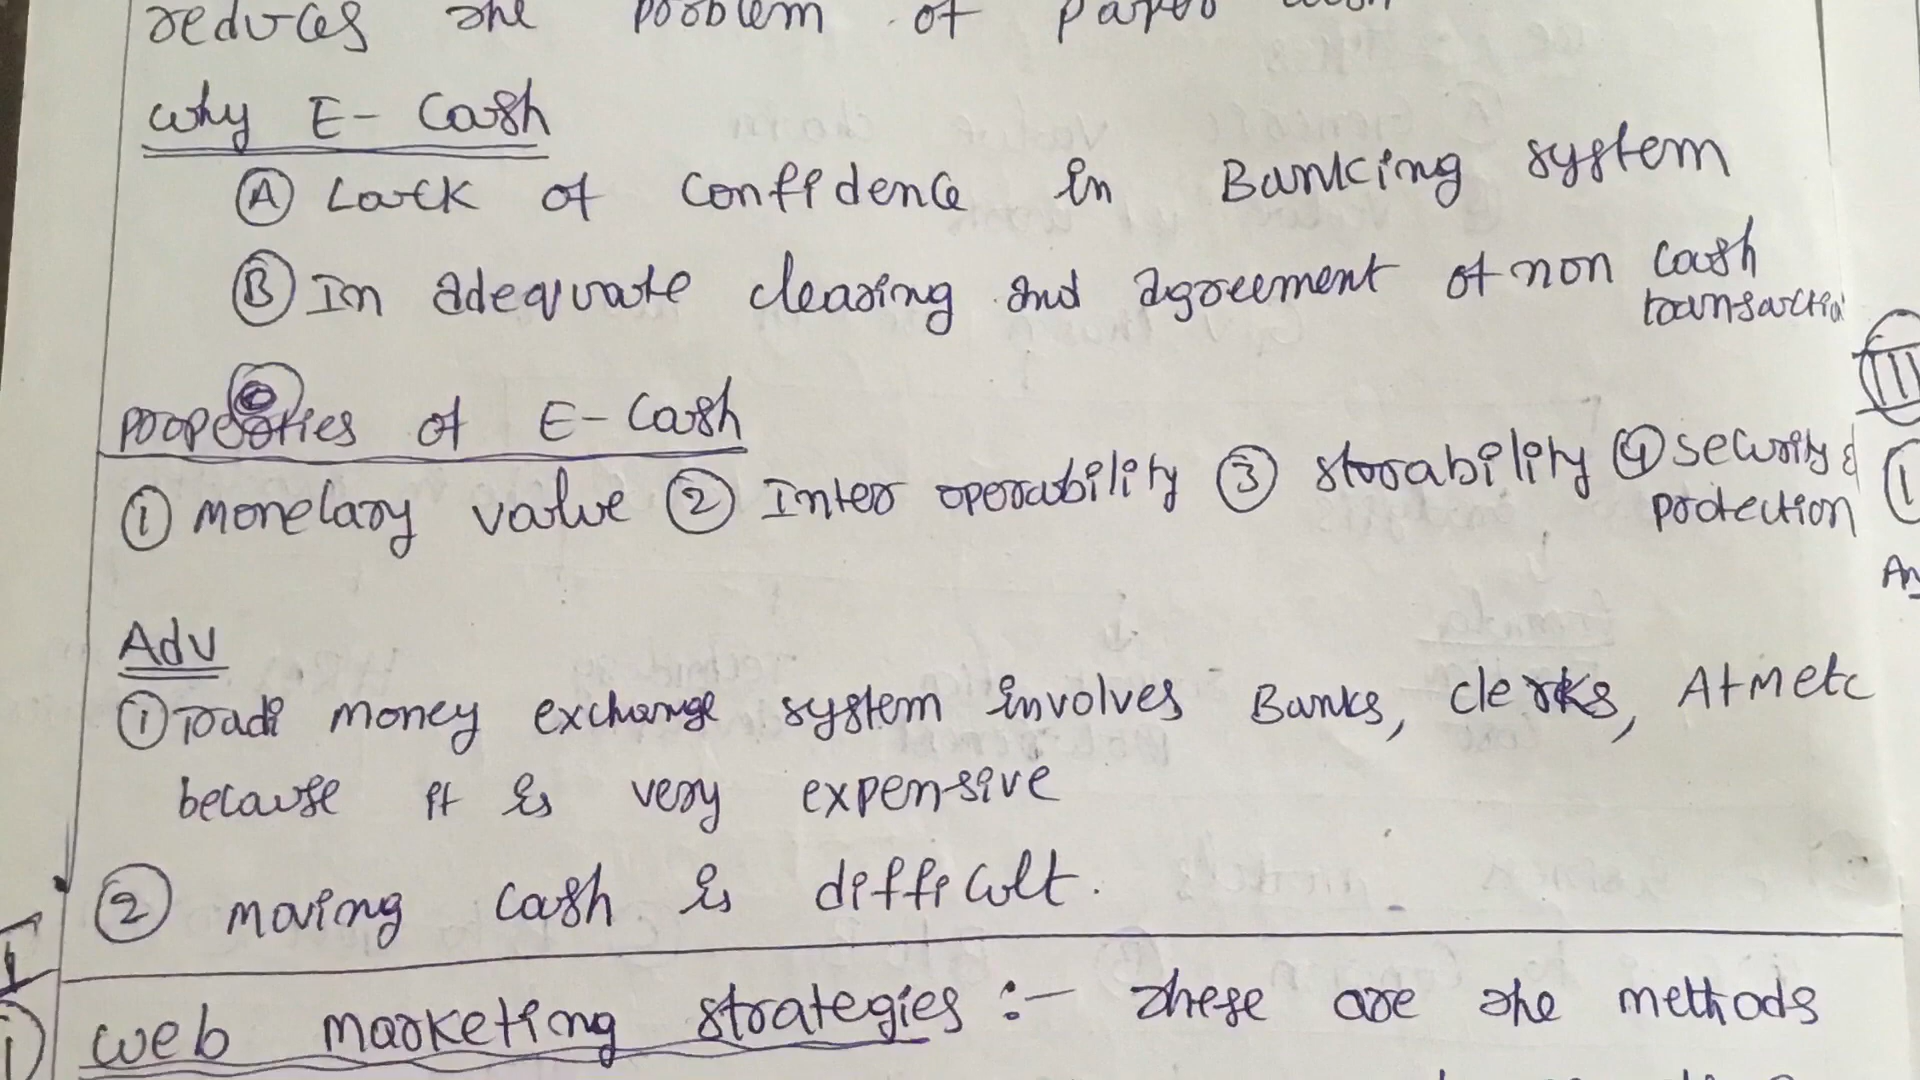 reduces the problem of paper cash
Why E-Cash
Ⓐ Lack of confidence in Banking system
Ⓑ In adequate clearing and agreement of non cash
transaction
properties of E-Cash
① monetary value ② Inter operability ③ storability ④ security &
protection
Adv
① Tradi money exchange system involves Banks, clerks, Atm etc
because it is very expensive
② moving cash is difficult.
web marketing strategies :- These are the methods